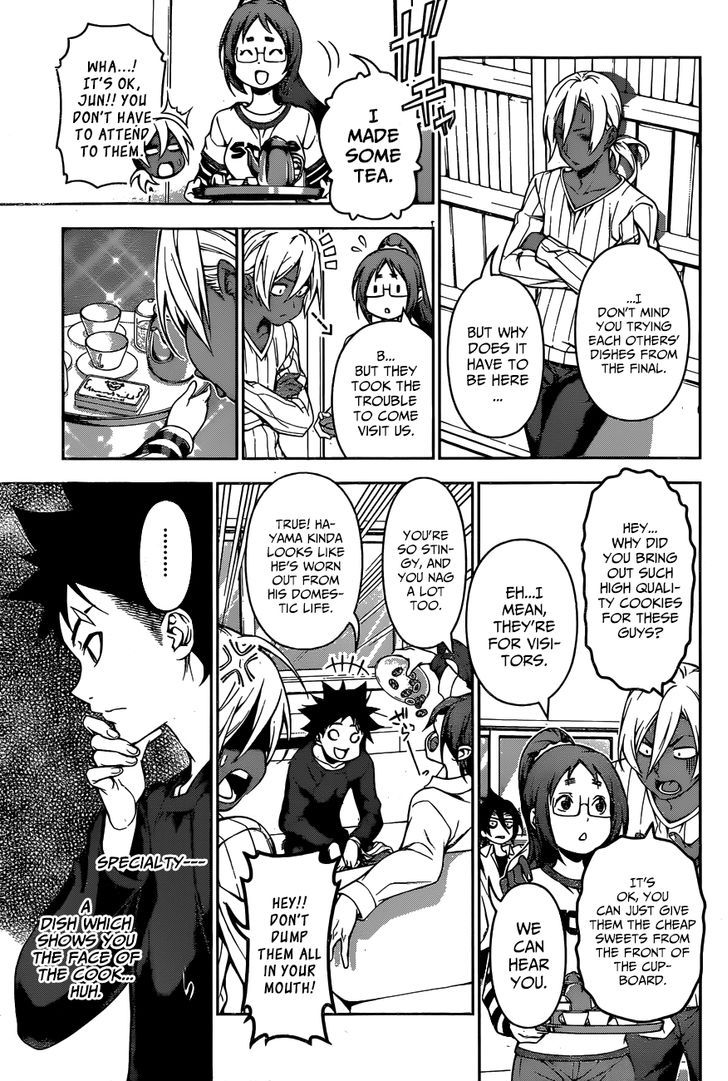 ...I
DON'T MIND
YOU TRYING
EACH OTHERS'
DISHES FROM
THE FINAL.
BUT WHY
DOES IT
HAVE TO
BE HERE
...
I
MADE
SOME
TEA.
WHA...!
IT'S OK,
JUN!! YOU
DON'T HAVE
TO ATTEND
TO THEM.
B...
BUT THEY
TOOK THE
TROUBLE
TO COME
VISIT US.
HEY...
WHY DID
YOU BRING
OUT SUCH
HIGH QUALI-
TY COOKIES
FOR THESE
GUYS?
EH...I
MEAN,
THEY'RE
FOR VISI-
TORS.
IT'S
OK, YOU
CAN JUST GIVE
THEM THE CHEAP
SWEETS FROM
THE FRONT OF
THE CUP-
BOARD.
WE
CAN
HEAR
YOU.
YOU'RE
SO STIN-
GY, AND
YOU NAG
A LOT
TOO.
TRUE! HA-
YAMA KINDA
LOOKS LIKE
HE'S WORN
OUT FROM
HIS DOMES-
TIC LIFE.
HEY!!
DON'T
DUMP
THEM ALL
IN YOUR
MOUTH!
.........
SPECIALTY---
A
DISH WHICH
SHOWS YOU
THE FACE OF
THE COOK...
HUH.